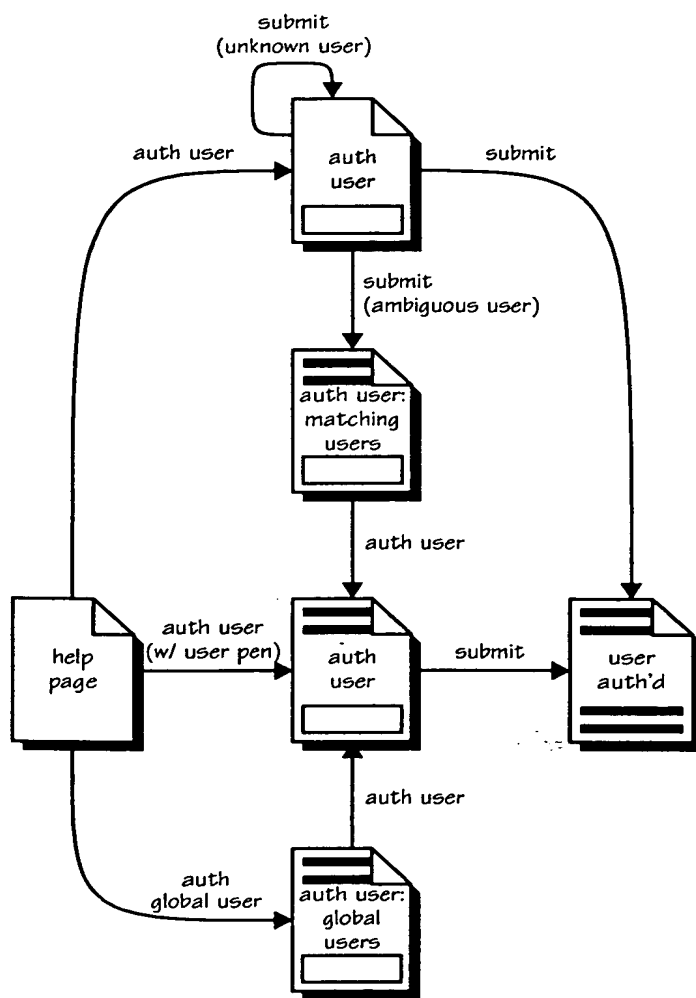 submit
(unknown user)
auth user
auth
user
submit
submit
(ambiguous user)
auth user:
matching
users
auth user
help
page
auth user
(w/ user pen)
auth
user
submit
user
auth'd
auth user
auth
global user
auth user:
global
users